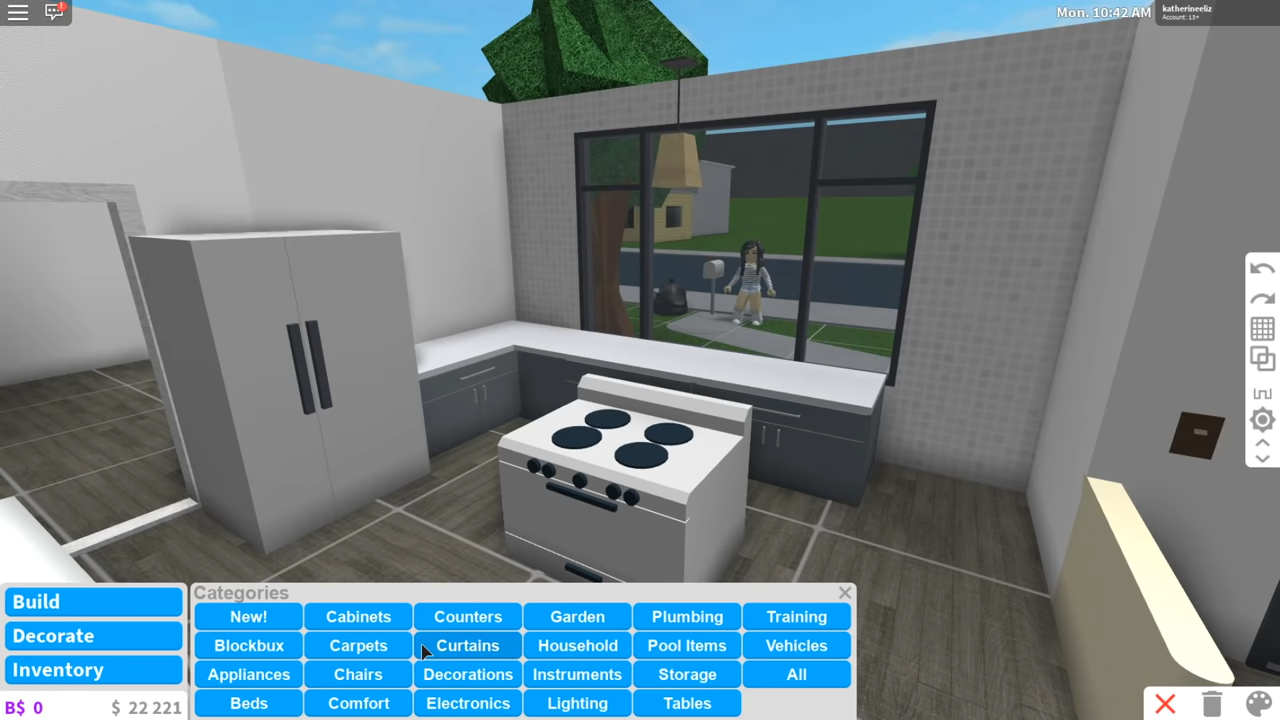 Mon. 10:42 AM
katherineeliz
Account: 13+
Build
Decorate
Inventory
B$ 0
$ 22 221
Categories
New!
Cabinets
Counters
Garden
Plumbing
Training
Blockbux
Carpets
Curtains
Household
Pool Items
Vehicles
Appliances
Chairs
Decorations
Instruments
Storage
All
Beds
Comfort
Electronics
Lighting
Tables